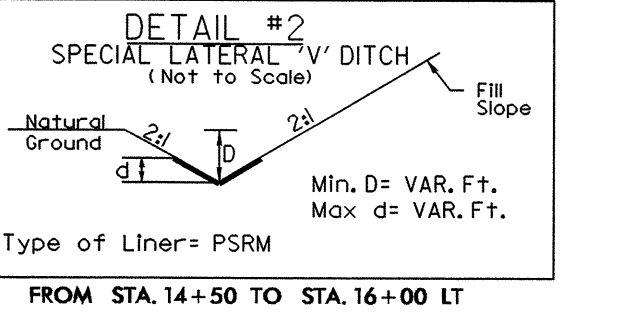 DETAIL #2
SPECIAL LATERAL 'V' DITCH
(Not to Scale)
Natural
Ground
2:1
2:1
Fill
Slope
D
d
Min. D= VAR. Ft.
Max d= VAR. Ft.
Type of Liner= PSRM
FROM STA. 14+50 TO STA. 16+00 LT